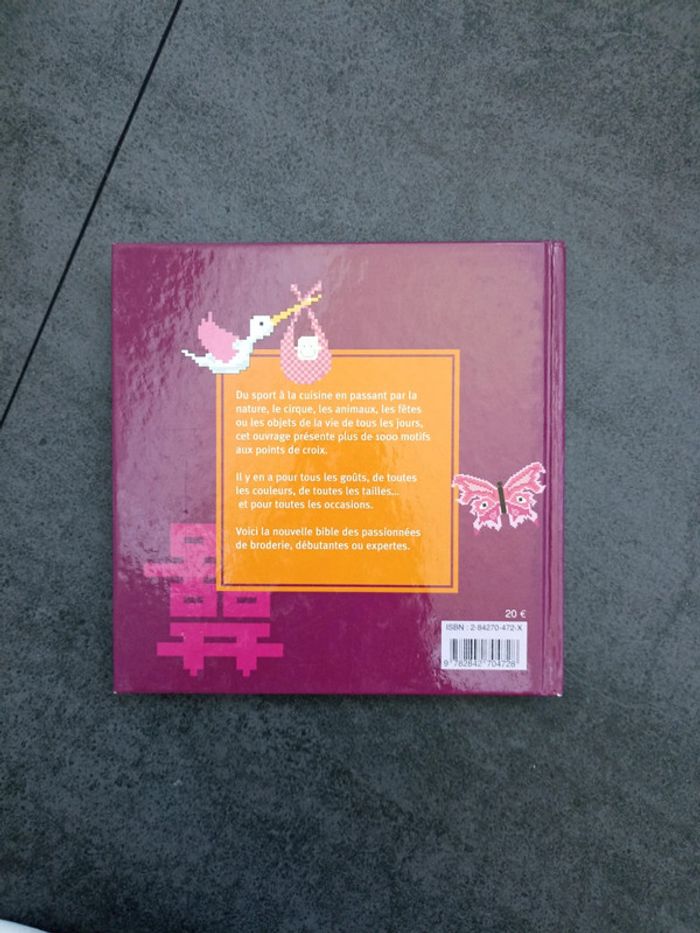 Du sport à la cuisine en passant par la
nature, le cirque, les animaux, les fêtes
ou les objets de la vie de tous les jours,
cet ouvrage présente plus de 1000 motifs
aux points de croix.
Il y en a pour tous les goûts, de toutes
les couleurs, de toutes les tailles...
et pour toutes les occasions.
Voici la nouvelle bible des passionnées
de broderie, débutantes ou expertes.
20 €
ISBN : 2-84270-472-X
9 782842 704728